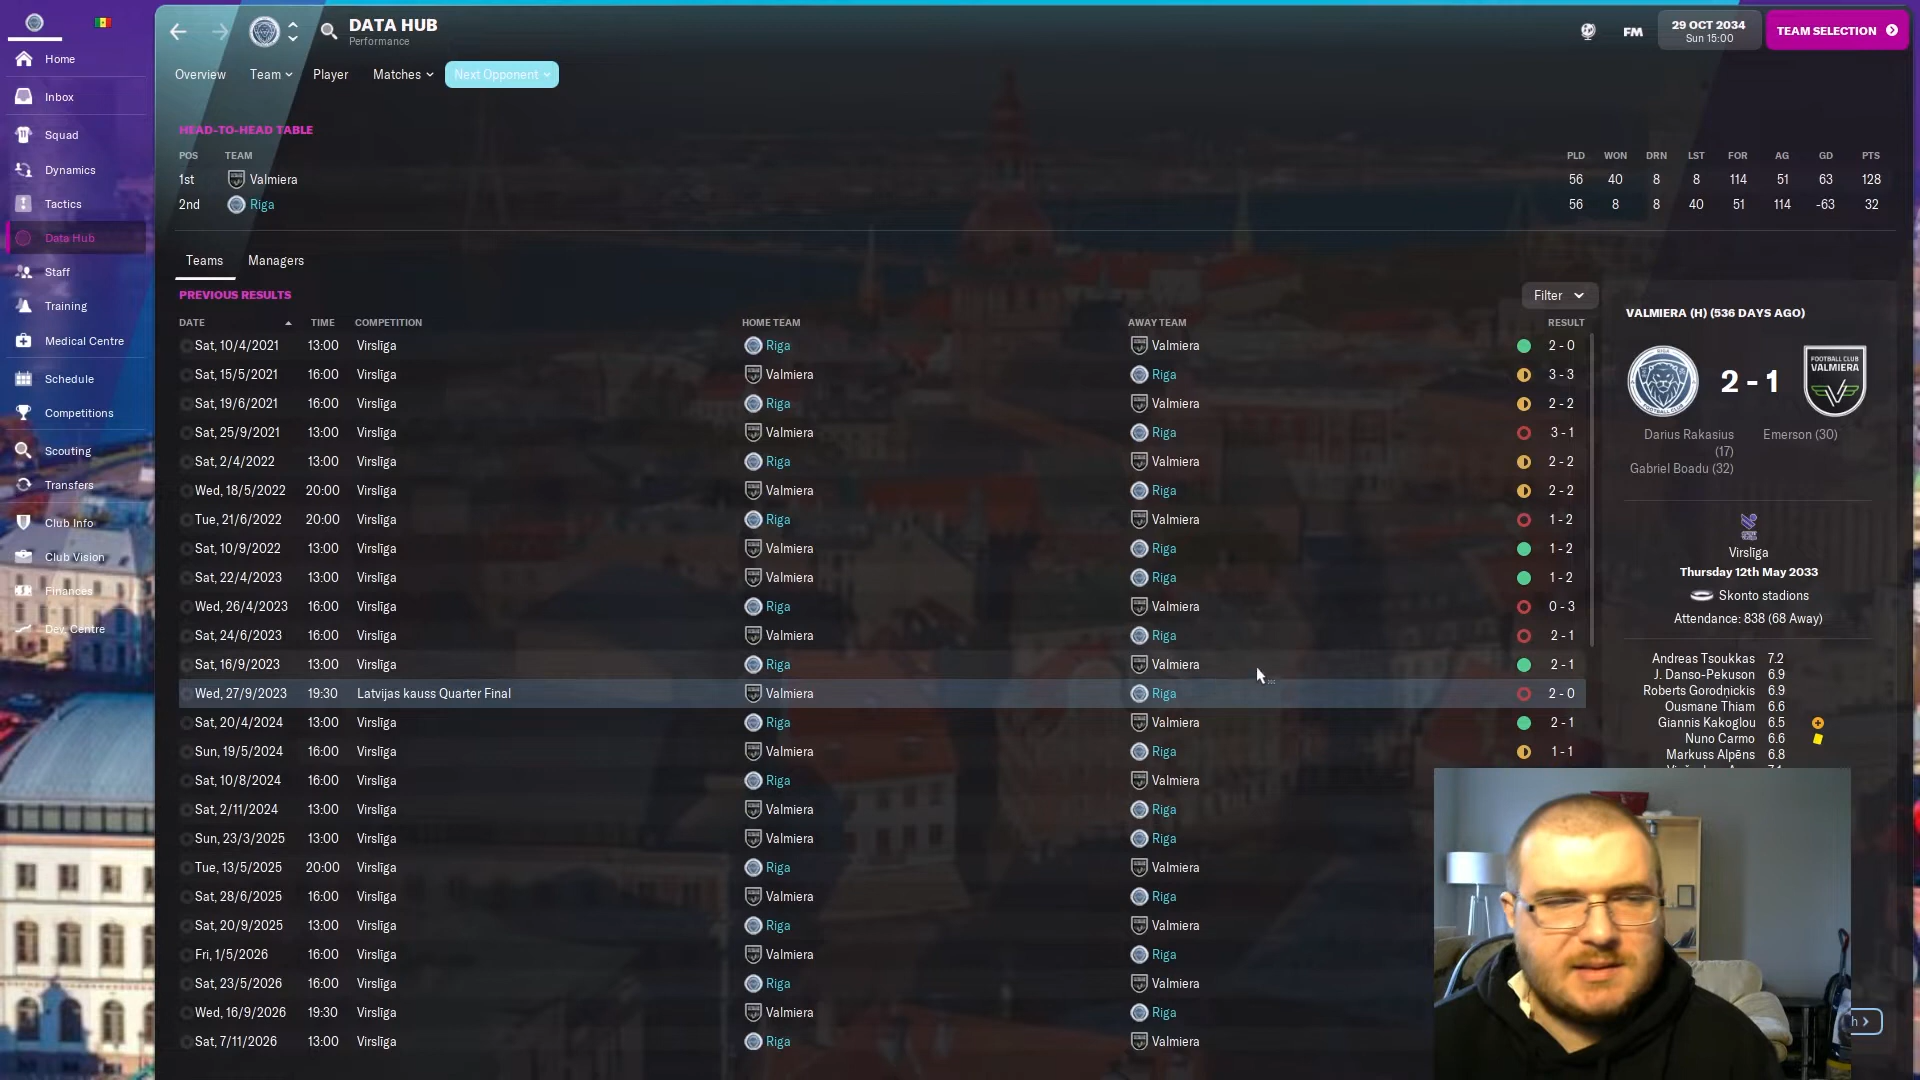 DATA HUB
Performance
FM
29 OCT 2034
Sun 15:00
TEAM SELECTION
Home
Inbox
Squad
Dynamics
Tactics
Data Hub
Staff
Training
Medical Centre
Schedule
Competitions
Scouting
Transfers
Club Info
Club Vision
Finances
Dev. Centre
Overview Team Player Matches Next Opponent
HEAD-TO-HEAD TABLE
POS TEAM PLD WON DRN LST FOR AG GD PTS
1st Valmiera 56 40 8 8 114 51 63 128
2nd Riga 56 8 8 40 51 114 -63 32
Teams Managers
PREVIOUS RESULTS
Filter
DATE TIME COMPETITION HOME TEAM AWAY TEAM RESULT
Sat, 10/4/2021 13:00 Virslīga Riga Valmiera 2 - 0
Sat, 15/5/2021 16:00 Virslīga Valmiera Riga 3 - 3
Sat, 19/6/2021 16:00 Virslīga Riga Valmiera 2 - 2
Sat, 25/9/2021 13:00 Virslīga Valmiera Riga 3 - 1
Sat, 2/4/2022 13:00 Virslīga Riga Valmiera 2 - 2
Wed, 18/5/2022 20:00 Virslīga Valmiera Riga 2 - 2
Tue, 21/6/2022 20:00 Virslīga Riga Valmiera 1 - 2
Sat, 10/9/2022 13:00 Virslīga Valmiera Riga 1 - 2
Sat, 22/4/2023 13:00 Virslīga Valmiera Riga 1 - 2
Wed, 26/4/2023 16:00 Virslīga Riga Valmiera 0 - 3
Sat, 24/6/2023 16:00 Virslīga Valmiera Riga 2 - 1
Sat, 16/9/2023 13:00 Virslīga Riga Valmiera 2 - 1
Wed, 27/9/2023 19:30 Latvijas kauss Quarter Final Valmiera Riga 2 - 0
Sat, 20/4/2024 13:00 Virslīga Riga Valmiera 2 - 1
Sun, 19/5/2024 16:00 Virslīga Valmiera Riga 1 - 1
Sat, 10/8/2024 16:00 Virslīga Riga Valmiera
Sat, 2/11/2024 13:00 Virslīga Valmiera Riga
Sun, 23/3/2025 13:00 Virslīga Valmiera Riga
Tue, 13/5/2025 20:00 Virslīga Riga Valmiera
Sat, 28/6/2025 16:00 Virslīga Valmiera Riga
Sat, 20/9/2025 13:00 Virslīga Riga Valmiera
Fri, 1/5/2026 16:00 Virslīga Valmiera Riga
Sat, 23/5/2026 16:00 Virslīga Riga Valmiera
Wed, 16/9/2026 19:30 Virslīga Valmiera Riga
Sat, 7/11/2026 13:00 Virslīga Riga Valmiera
VALMIERA (H) (536 DAYS AGO)
RIGA
FOOTBALL CLUB
2 - 1
FOOTBALL CLUB
VALMIERA
Darius Rakasius
(17)
Gabriel Boadu (32)
Emerson (30)
Virslīga
Thursday 12th May 2033
Skonto stadions
Attendance: 838 (68 Away)
Andreas Tsoukkas 7.2
J. Danso-Pekuson 6.9
Roberts Gorodņickis 6.9
Ousmane Thiam 6.6
Giannis Kakoglou 6.5
Nuno Carmo 6.6
Markuss Alpēns 6.8
h